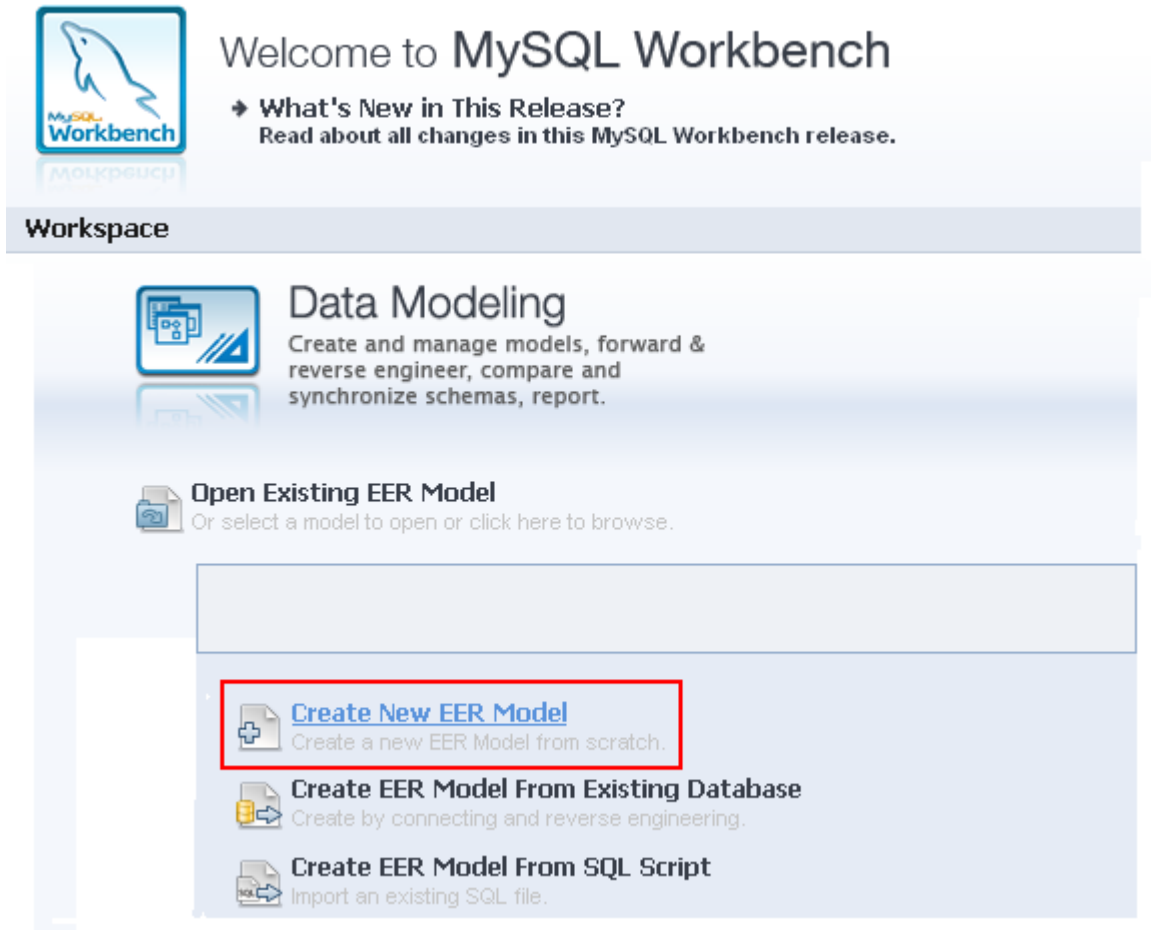 MySQL
Workbench
Welcome to MySQL Workbench
What's New in This Release?
Read about all changes in this MySQL Workbench release.
Workspace
Data Modeling
Create and manage models, forward &
reverse engineer, compare and
synchronize schemas, report.
Open Existing EER Model
Or select a model to open or click here to browse.
Create New EER Model
Create a new EER Model from scratch.
Create EER Model From Existing Database
Create by connecting and reverse engineering.
SQL
Create EER Model From SQL Script
Import an existing SQL file.